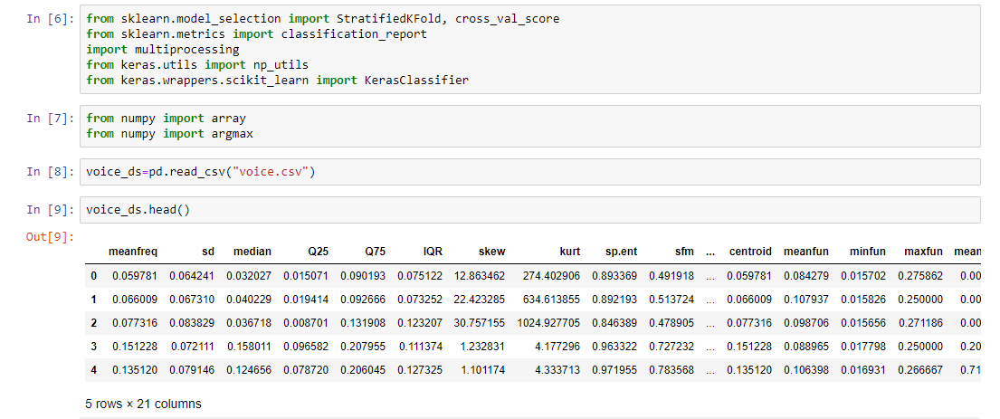 In [6]: from sklearn.model_selection import StratifiedKFold, cross_val_score
from sklearn.metrics import classification_report
import multiprocessing
from keras.utils import np_utils
from keras.wrappers.scikit_learn import KerasClassifier
In [7]: from numpy import array
from numpy import argmax
In [8]: voice_ds=pd.read_csv("voice.csv")
In [9]: voice_ds.head()
Out[9]:
meanfreq sd median Q25 Q75 IQR skew kurt sp.ent sfm ... centroid meanfun minfun maxfun mean
0 0.059781 0.064241 0.032027 0.015071 0.090193 0.075122 12.863462 274.402906 0.893369 0.491918 ... 0.059781 0.084279 0.015702 0.275862 0.00
1 0.066009 0.067310 0.040229 0.019414 0.092666 0.073252 22.423285 634.613855 0.892193 0.513724 ... 0.066009 0.107937 0.015826 0.250000 0.00
2 0.077316 0.083829 0.036718 0.008701 0.131908 0.123207 30.757155 1024.927705 0.846389 0.478905 ... 0.077316 0.098706 0.015656 0.271186 0.00
3 0.151228 0.072111 0.158011 0.096582 0.207955 0.111374 1.232831 4.177296 0.963322 0.727232 ... 0.151228 0.088965 0.017798 0.250000 0.20
4 0.135120 0.079146 0.124656 0.078720 0.206045 0.127325 1.101174 4.333713 0.971955 0.783568 ... 0.135120 0.106398 0.016931 0.266667 0.71
5 rows × 21 columns